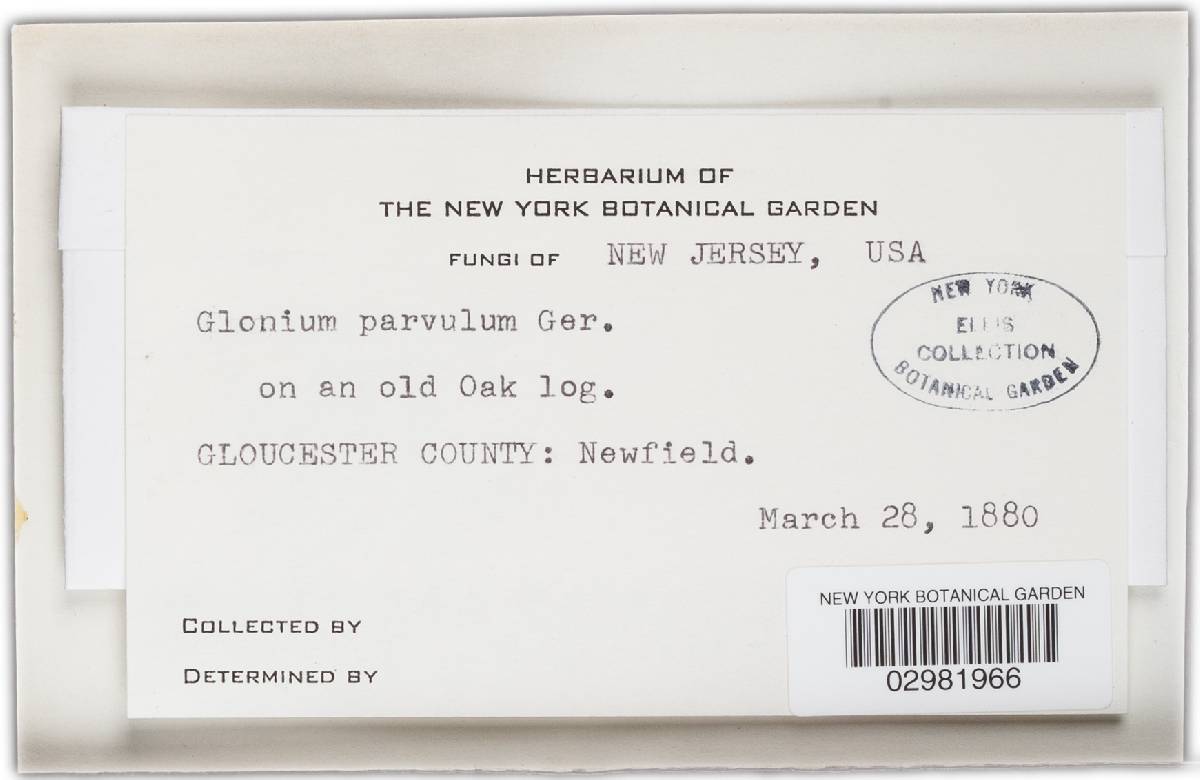 HERBARIUM OF
THE NEW YORK BOTANICAL GARDEN
FUNGI OF NEW JERSEY, USA
Glonium parvulum Ger.
on an old Oak log.
GLOUCESTER COUNTY: Newfield.
March 28, 1880
NEW YORK
ELLIS
COLLECTION
BOTANICAL GARDEN
COLLECTED BY
DETERMINED BY
NEW YORK BOTANICAL GARDEN
02981966